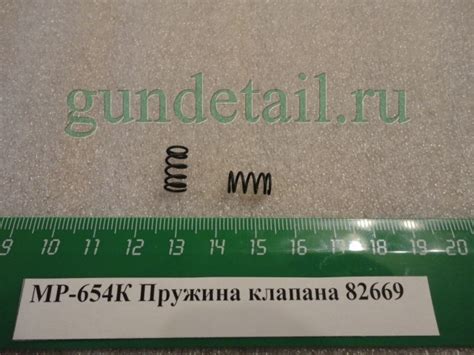 gundetail.ru
9 10 11 12 13 14 15 16 17 18 19 20
МР-654К Пружина клапана 82669